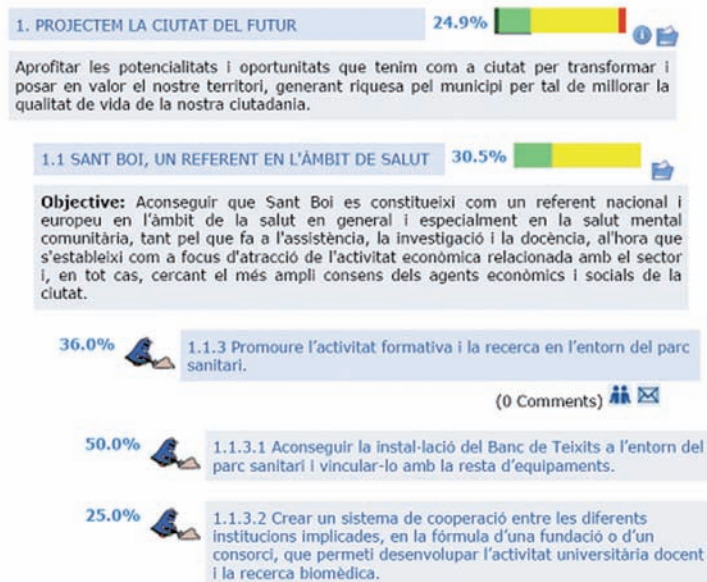 1. PROJECTEM LA CIUTAT DEL FUTUR 24.9%
Aprofitar les potencialitats i oportunitats que tenim com a ciutat per transformar i
posar en valor el nostre territori, generant riquesa pel municipi per tal de millorar la
qualitat de vida de la nostra ciutadania.
1.1 SANT BOI, UN REFERENT EN L'ÀMBIT DE SALUT 30.5%
Objective: Aconseguir que Sant Boi es constitueixi com un referent nacional i
europeu en l'àmbit de la salut en general i especialment en la salut mental
comunitària, tant pel que fa a l'assistència, la investigació i la docència, al'hora que
s'estableixi com a focus d'atracció de l'activitat econòmica relacionada amb el sector
i, en tot cas, cercant el més ampli consens dels agents econòmics i socials de la
ciutat.
36.0% 1.1.3 Promoure l'activitat formativa i la recerca en l'entorn del parc
sanitari.
(0 Comments)
50.0% 1.1.3.1 Aconseguir la instal-lació del Banc de Teixits a l'entorn del
parc sanitari i vincular-lo amb la resta d'equipaments.
25.0% 1.1.3.2 Crear un sistema de cooperació entre les diferents
institucions implicades, en la fórmula d'una fundació o d'un
consorci, que permeti desenvolupar l'activitat universitària docent
i la recerca biomèdica.